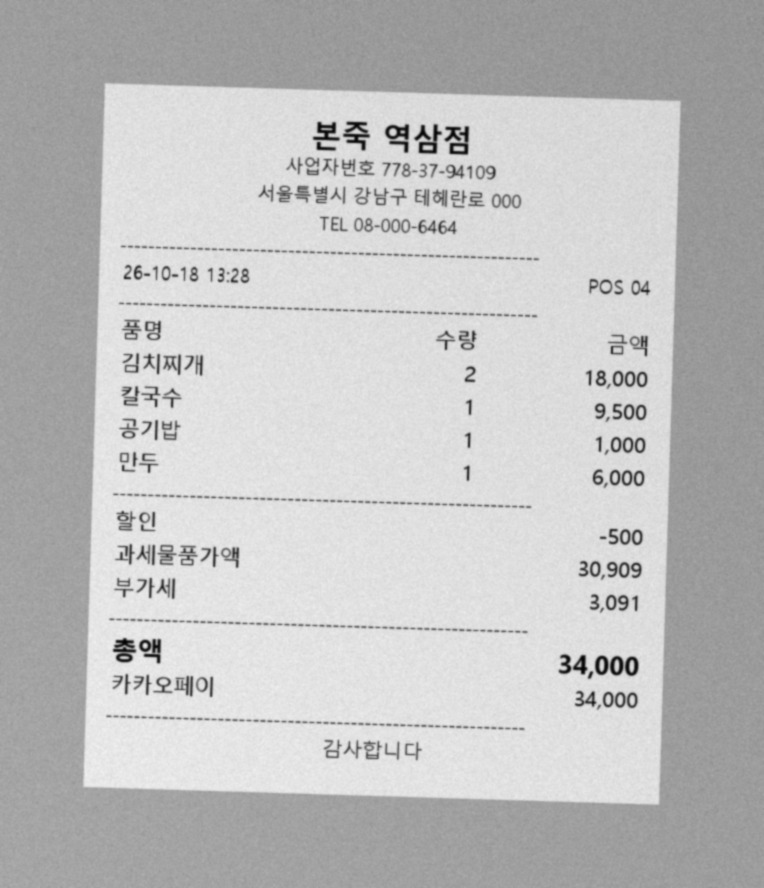 본죽 역삼점
사업자번호 778-37-94109
서울특별시 강남구 테헤란로 000
TEL 08-000-6464
26-10-18 13:28 POS 04
품명 수량 금액
김치찌개 2 18,000
칼국수 1 9,500
공기밥 1 1,000
만두 1 6,000
할인 -500
과세물품가액 30,909
부가세 3,091
총액 34,000
카카오페이 34,000
감사합니다